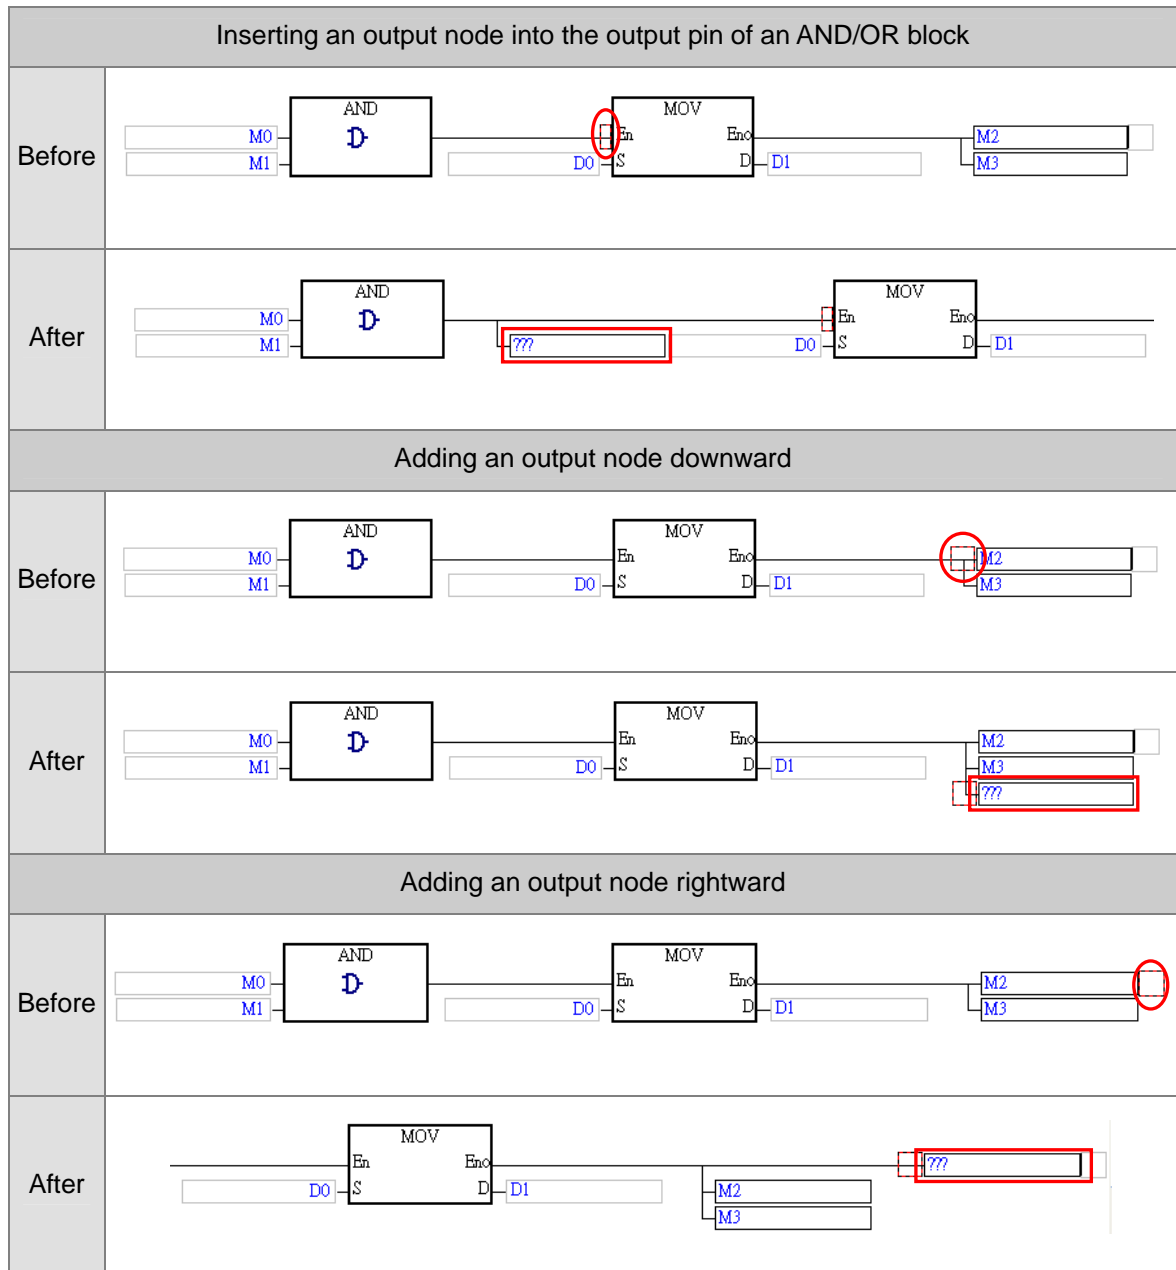 Inserting an output node into the output pin of an AND/OR block
Before
AND MOV
M0 En Eno M2
M1 D0 S D D1 M3
After
AND MOV
M0 En Eno
M1 ??? D0 S D D1
Adding an output node downward
Before
AND MOV
M0 En Eno M2
M1 D0 S D D1 M3
After
AND MOV
M0 En Eno M2
M1 D0 S D D1 M3
???
Adding an output node rightward
Before
AND MOV
M0 En Eno M2
M1 D0 S D D1 M3
After
MOV
En Eno ???
D0 S D D1 M2
M3